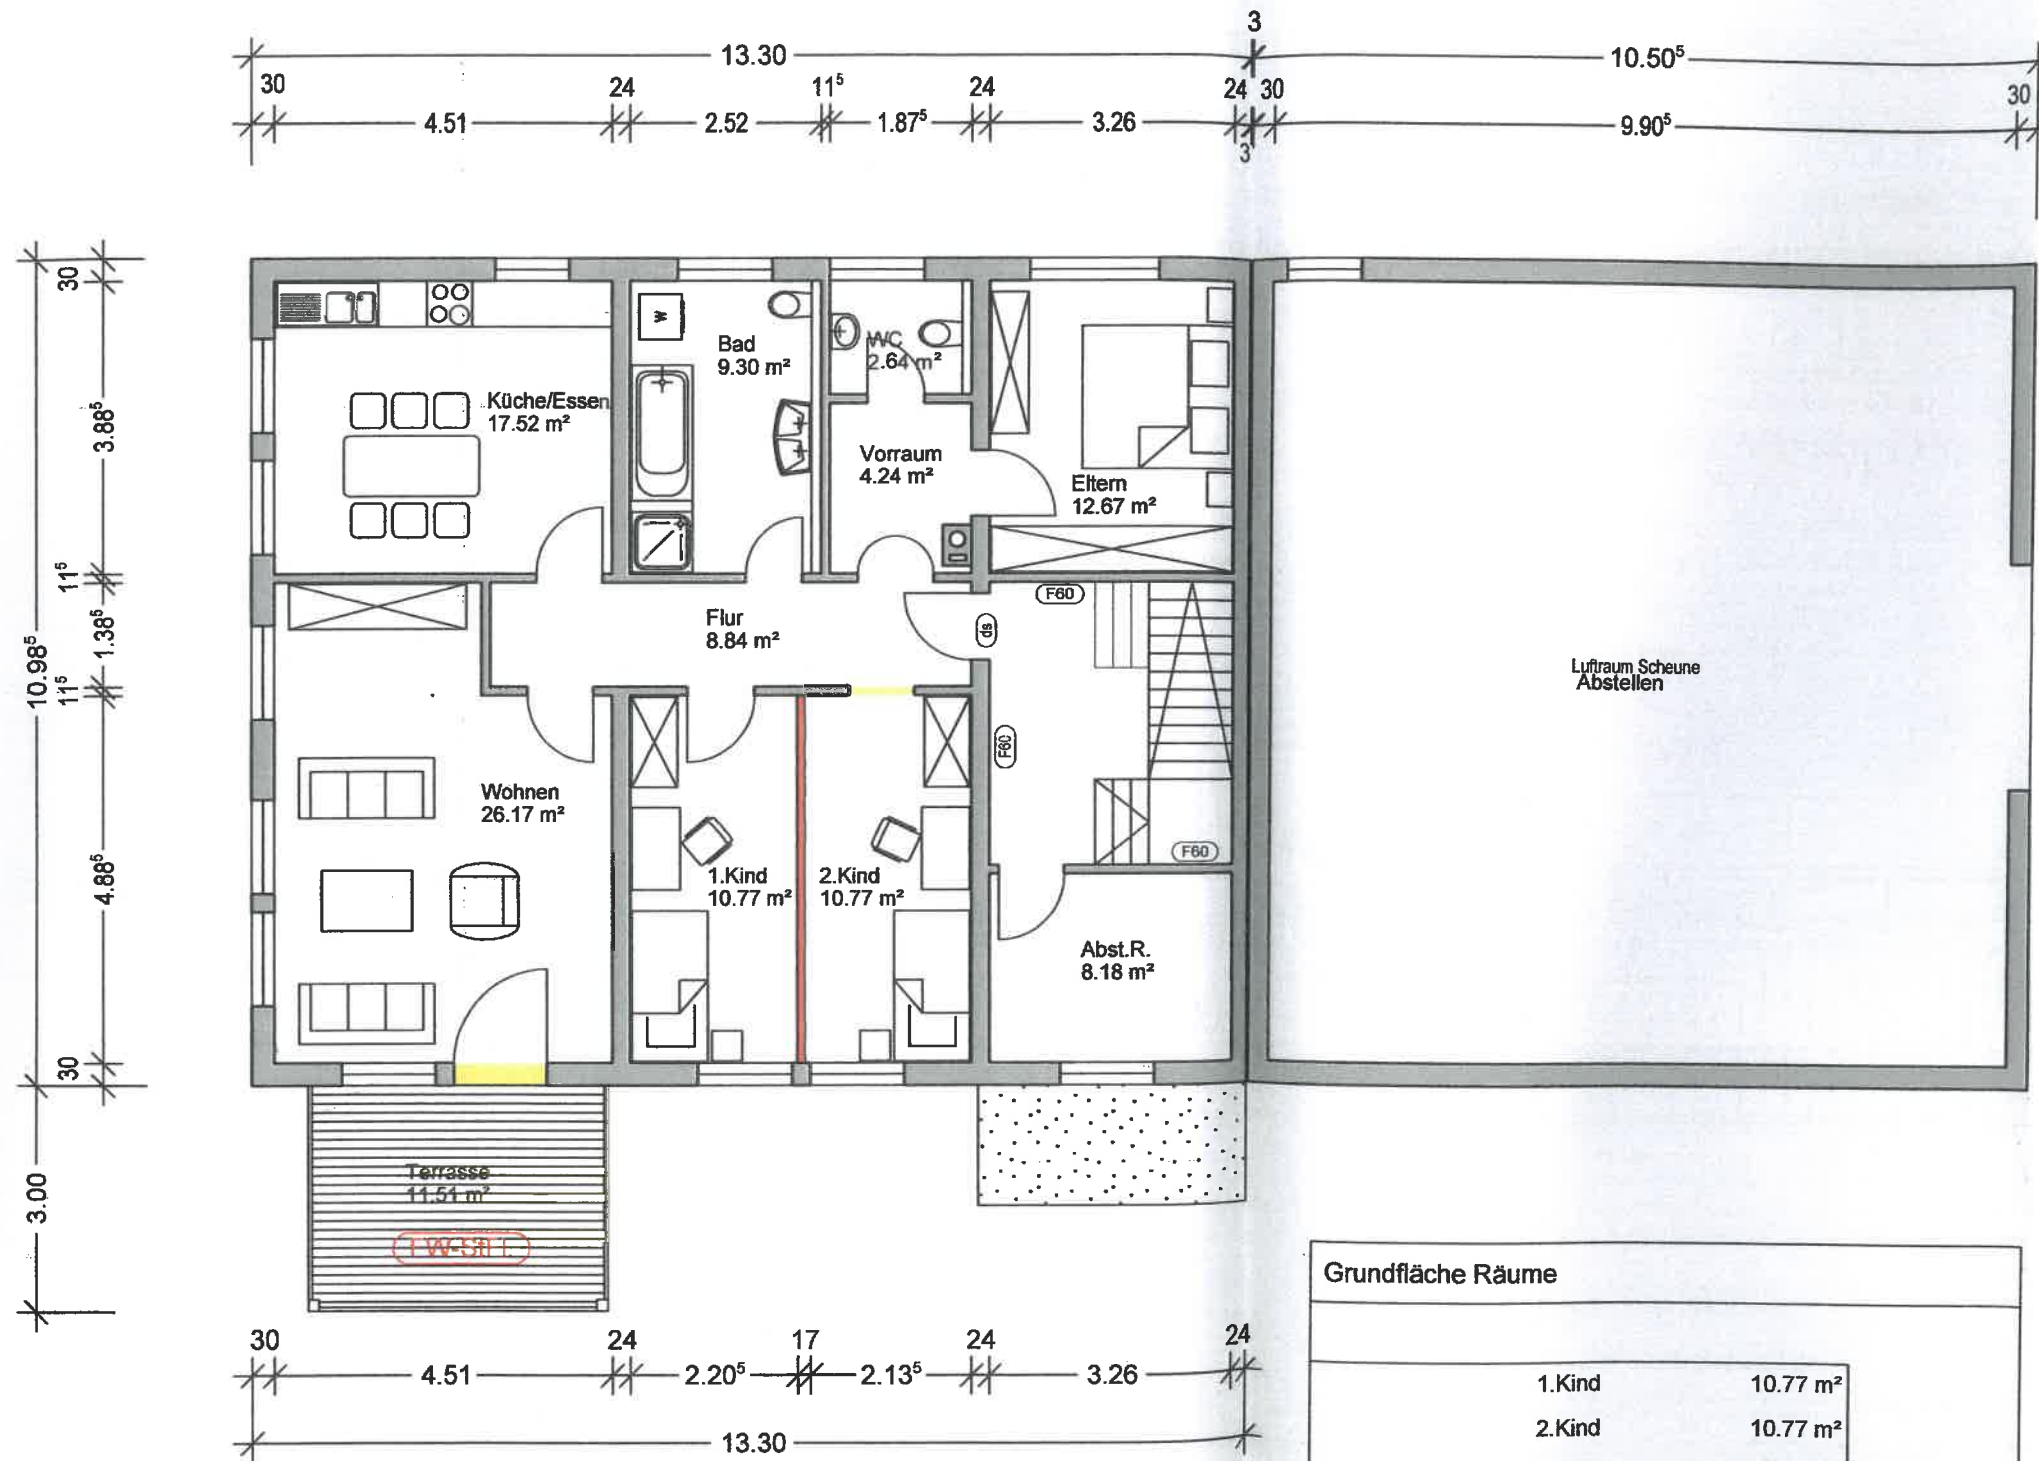 3
13.30
10.50⁵
30
24
11⁵
24
24
30
30
4.51
2.52
1.87⁵
3.26
9.90⁵
3
30
3.88⁵
11⁵
1.38⁵
11⁵
4.88⁵
30
10.98⁵
3.00
Küche/Essen
17.52 m²
W
Bad
9.30 m²
WC
2.64 m²
Vorraum
4.24 m²
Eltern
12.67 m²
Flur
8.84 m²
ds
F60
F60
F60
Luftraum Scheune
Abstellen
Wohnen
26.17 m²
1.Kind
10.77 m²
2.Kind
10.77 m²
Abst.R.
8.18 m²
Terrasse
11.51 m²
30
24
17
24
24
4.51
2.20⁵
2.13⁵
3.26
13.30
Grundfläche Räume
1.Kind 10.77 m²
2.Kind 10.77 m²